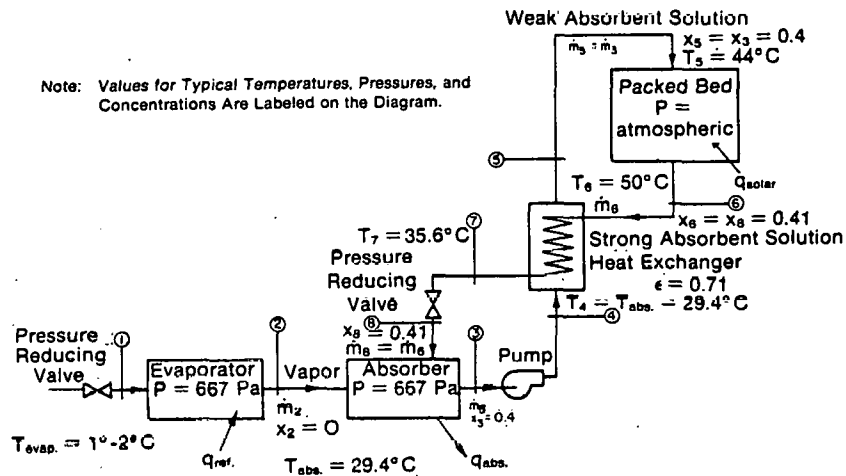 Weak Absorbent Solution
ṁ5 = ṁ3
x5 = x3 = 0.4
T5 = 44°C
Note: Values for Typical Temperatures, Pressures, and
Concentrations Are Labeled on the Diagram.
Packed Bed
P =
atmospheric
qsolar
5
T6 = 50°C
ṁ6
6
x6 = x8 = 0.41
7
T7 = 35.6°C
Strong Absorbent Solution
Heat Exchanger
ϵ = 0.71
Pressure
Reducing
Valve
T4 = Tabs. = 29.4°C
4
8
x8 = 0.41
ṁ8 = ṁ6
3
Pump
Pressure
Reducing
Valve
1
2
Evaporator
P = 667 Pa
Vapor
Absorber
P = 667 Pa
ṁ2
x2 = O
x3 = 0.4
Tevap. = 1°-2°C
qref.
Tabs. = 29.4°C
qabs.